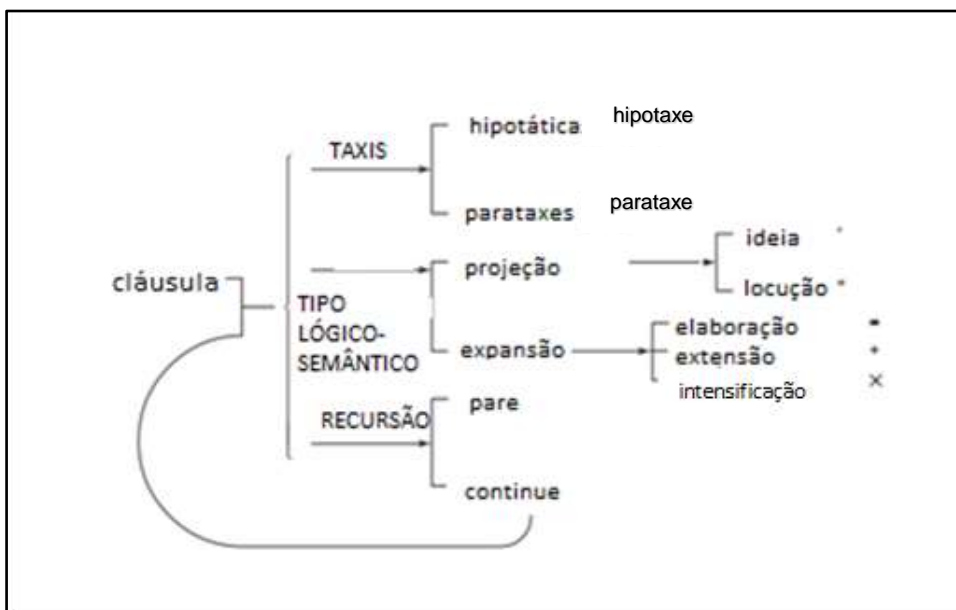 hipotática hipotaxe
TAXIS
parataxes parataxe
ideia '
projeção
cláusula
locução "
TIPO
LÓGICO-
SEMÂNTICO
elaboração =
expansão
extensão +
intensificação ×
pare
RECURSÃO
continue